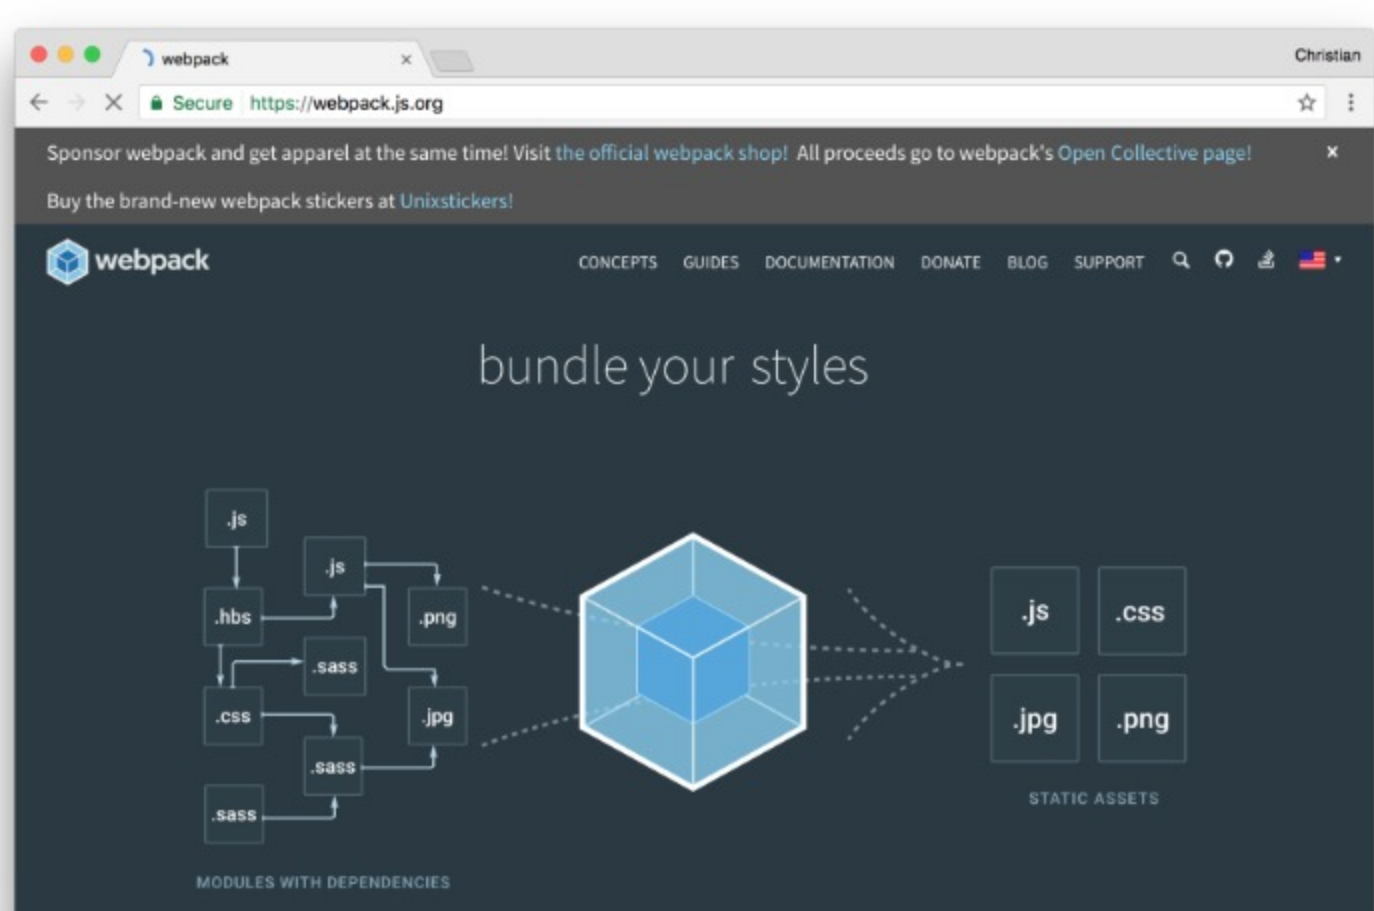 webpack
Christian
Secure https://webpack.js.org
Sponsor webpack and get apparel at the same time! Visit the official webpack shop! All proceeds go to webpack's Open Collective page!
Buy the brand-new webpack stickers at Unixstickers!
webpack CONCEPTS GUIDES DOCUMENTATION DONATE BLOG SUPPORT
bundle your styles
.js
.js
.hbs
.png
.sass
.css
.jpg
.sass
.sass
MODULES WITH DEPENDENCIES
.js .css
.jpg .png
STATIC ASSETS